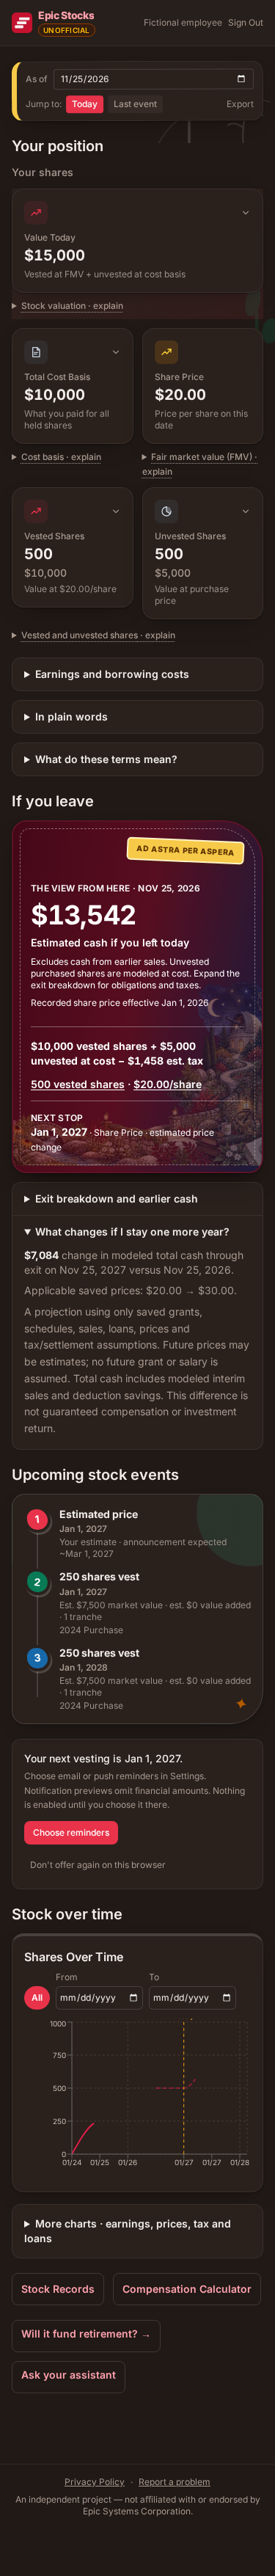 Epic Stocks
UNOFFICIAL
Fictional employee Sign Out
As of 11/25/2026
Jump to: Today Last event Export
Your position
Your shares
Value Today
$15,000
Vested at FMV + unvested at cost basis
▶ Stock valuation · explain
Total Cost Basis
$10,000
What you paid for all
held shares
Share Price
$20.00
Price per share on this
date
▶ Cost basis · explain
▶ Fair market value (FMV) ·
explain
Vested Shares
500
$10,000
Value at $20.00/share
Unvested Shares
500
$5,000
Value at purchase
price
▶ Vested and unvested shares · explain
▶ Earnings and borrowing costs
▶ In plain words
▶ What do these terms mean?
If you leave
AD ASTRA PER ASPERA
THE VIEW FROM HERE · NOV 25, 2026
$13,542
Estimated cash if you left today
Excludes cash from earlier sales. Unvested
purchased shares are modeled at cost. Expand the
exit breakdown for obligations and taxes.
Recorded share price effective Jan 1, 2026
$10,000 vested shares + $5,000
unvested at cost − $1,458 est. tax
500 vested shares · $20.00/share
NEXT STOP
Jan 1, 2027 · Share Price · estimated price
change
▶ Exit breakdown and earlier cash
▼ What changes if I stay one more year?
$7,084 change in modeled total cash through
exit on Nov 25, 2027 versus Nov 25, 2026.
Applicable saved prices: $20.00 → $30.00.
A projection using only saved grants,
schedules, sales, loans, prices and
tax/settlement assumptions. Future prices may
be estimates; no future grant or salary is
assumed. Total cash includes modeled interim
sales and deduction savings. This difference is
not guaranteed compensation or investment
return.
Upcoming stock events
1
Estimated price
Jan 1, 2027
Your estimate · announcement expected
~Mar 1, 2027
2
250 shares vest
Jan 1, 2027
Est. $7,500 market value · est. $0 value added
· 1 tranche
2024 Purchase
3
250 shares vest
Jan 1, 2028
Est. $7,500 market value · est. $0 value added
· 1 tranche
2024 Purchase
Your next vesting is Jan 1, 2027.
Choose email or push reminders in Settings.
Notification previews omit financial amounts. Nothing
is enabled until you choose it there.
Choose reminders
Don't offer again on this browser
Stock over time
Shares Over Time
From To
All mm/dd/yyyy mm/dd/yyyy
1000
750
500
250
0
01/24 01/25 01/26 01/27 01/27 01/28
▶ More charts · earnings, prices, tax and
loans
Stock Records Compensation Calculator
Will it fund retirement? →
Ask your assistant
Privacy Policy · Report a problem
An independent project — not affiliated with or endorsed by
Epic Systems Corporation.